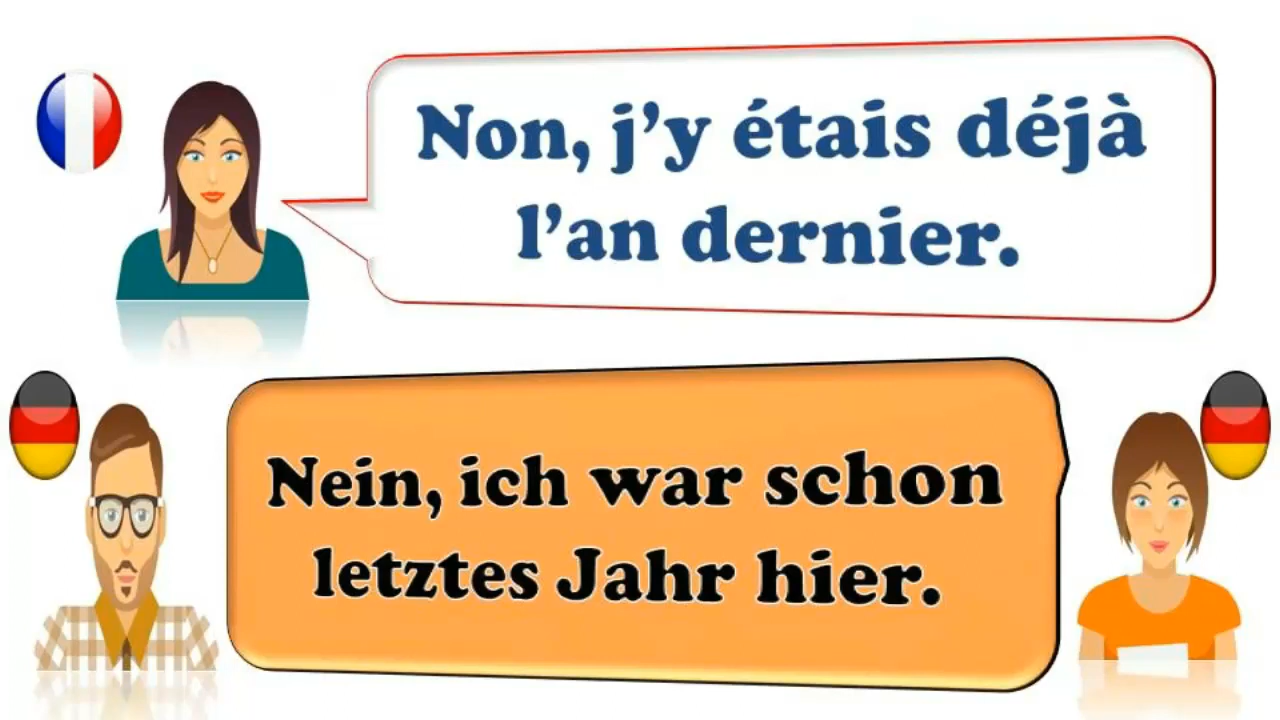 Non, j’y étais déjà
l’an dernier.
Nein, ich war schon
letztes Jahr hier.